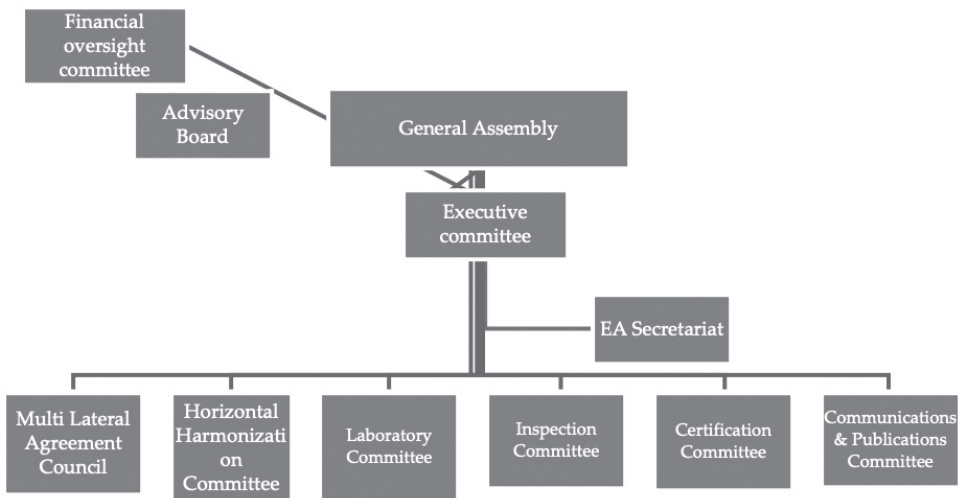 Financial
oversight
committee
Advisory
Board
General Assembly
Executive
committee
EA Secretariat
Multi Lateral
Agreement
Council
Horizontal
Harmonizati
on
Committee
Laboratory
Committee
Inspection
Committee
Certification
Committee
Communications
& Publications
Committee